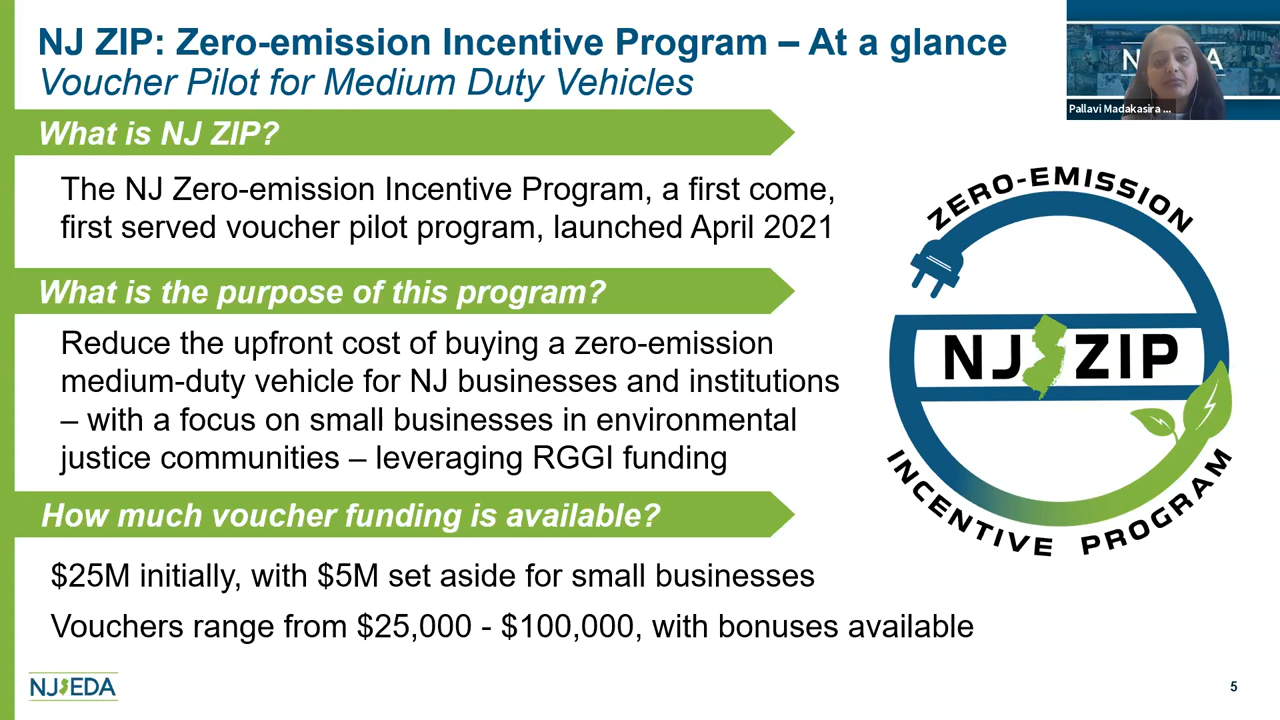 NJ ZIP: Zero-emission Incentive Program – At a glance
Voucher Pilot for Medium Duty Vehicles
Pallavi Madakasira ...
What is NJ ZIP?
The NJ Zero-emission Incentive Program, a first come,
first served voucher pilot program, launched April 2021
What is the purpose of this program?
Reduce the upfront cost of buying a zero-emission
medium-duty vehicle for NJ businesses and institutions
– with a focus on small businesses in environmental
justice communities – leveraging RGGI funding
How much voucher funding is available?
$25M initially, with $5M set aside for small businesses
Vouchers range from $25,000 - $100,000, with bonuses available
ZERO-EMISSION
NJ ZIP
INCENTIVE PROGRAM
NJEDA
5